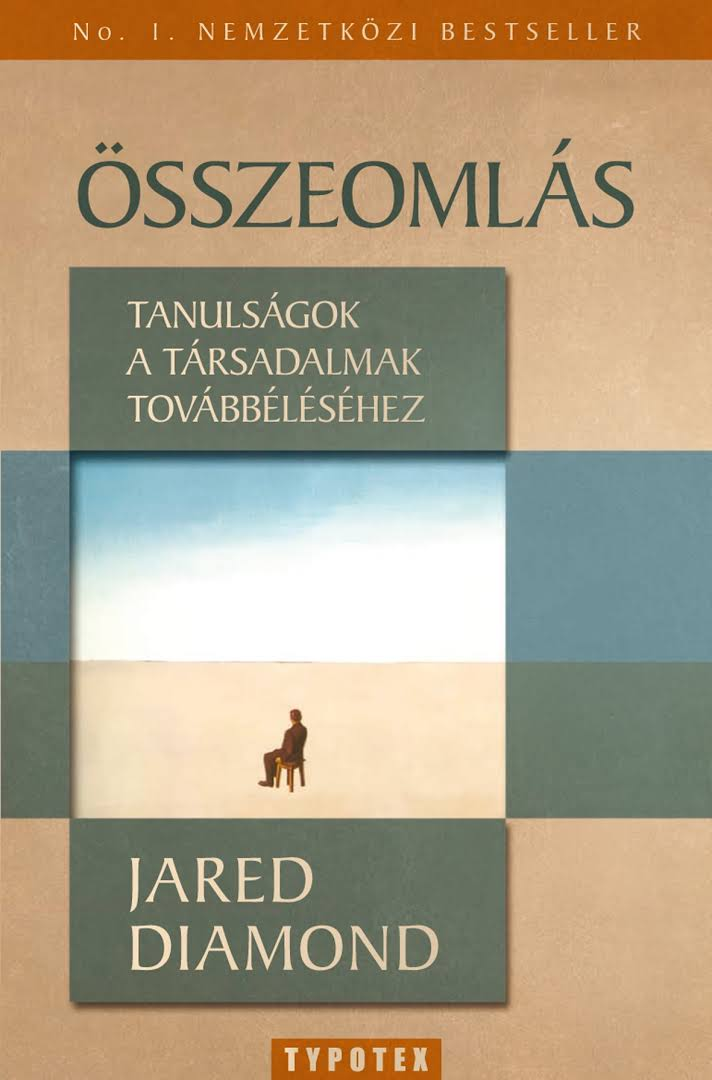 No. 1. NEMZETKÖZI BESTSELLER
ÖSSZEOMLÁS
TANULSÁGOK
A TÁRSADALMAK
TOVÁBBÉLÉSÉHEZ
JARED
DIAMOND
TYPOTEX